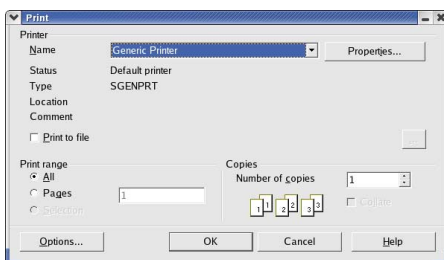 Print
Printer
Name Generic Printer Properties...
Status Default printer
Type SGENPRT
Location
Comment
Print to file
...
Print range
All
Pages 1
Selection
Copies
Number of copies 1
1 1 2 2 3 3
Collate
Options... OK Cancel Help